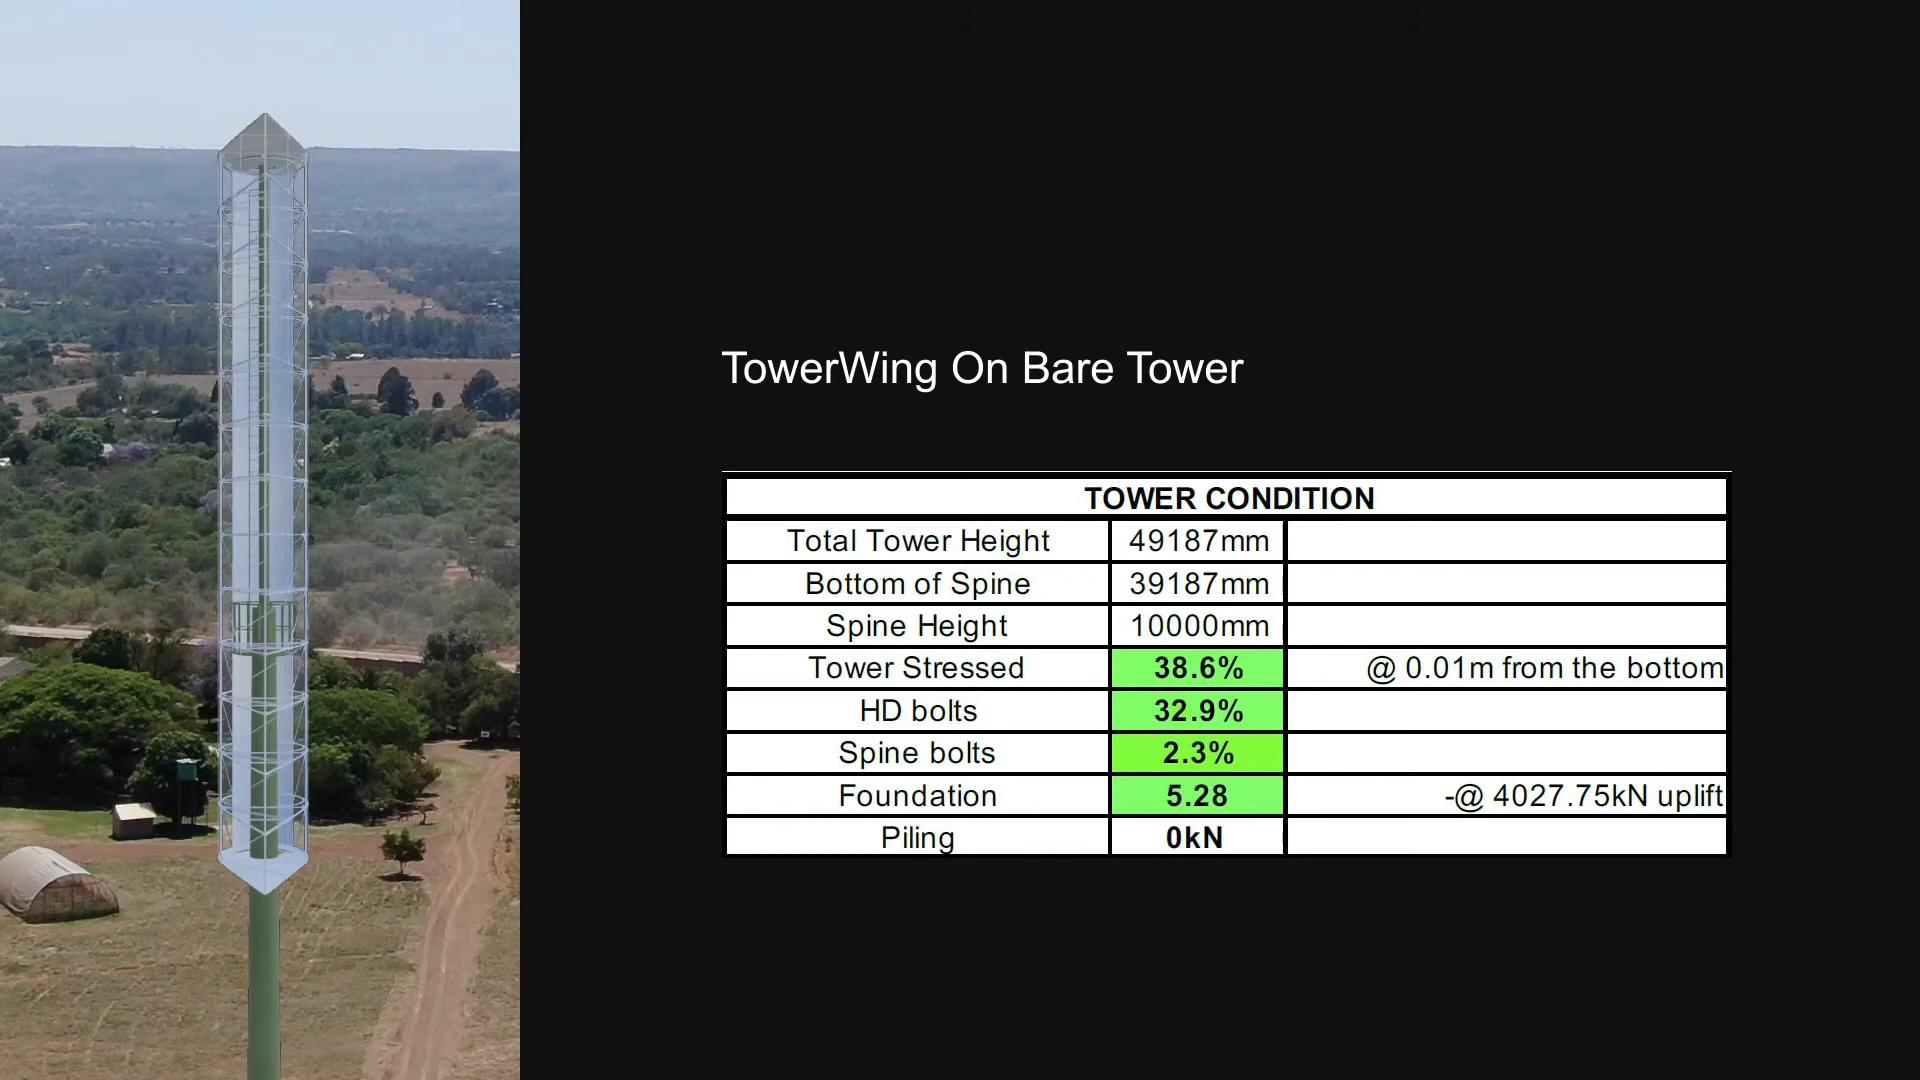 TowerWing On Bare Tower
TOWER CONDITION
Total Tower Height 49187mm
Bottom of Spine 39187mm
Spine Height 10000mm
Tower Stressed 38.6% @ 0.01m from the bottom
HD bolts 32.9%
Spine bolts 2.3%
Foundation 5.28 -@ 4027.75kN uplift
Piling 0kN